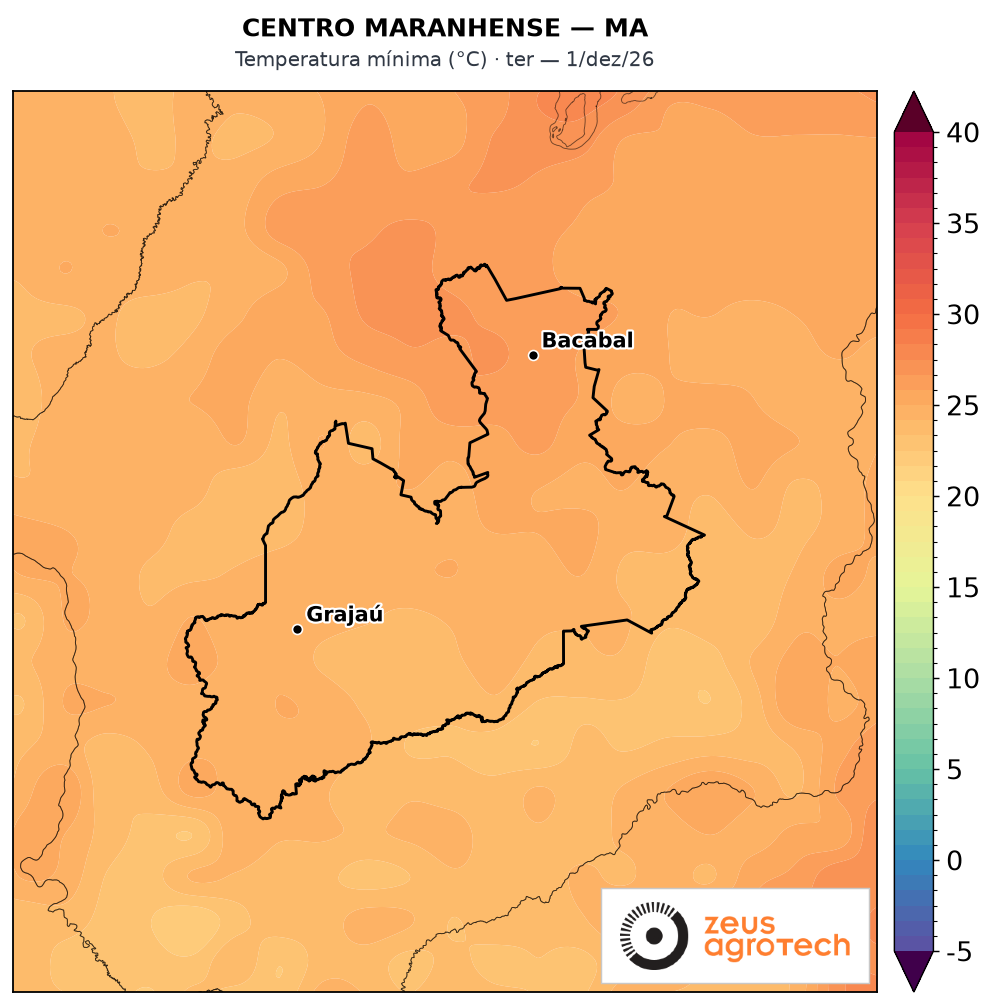 CENTRO MARANHENSE — MA
Temperatura mínima (°C) · ter — 1/dez/26
Bacabal
Grajaú
40
35
30
25
20
15
10
5
0
-5
zeus
agrotech